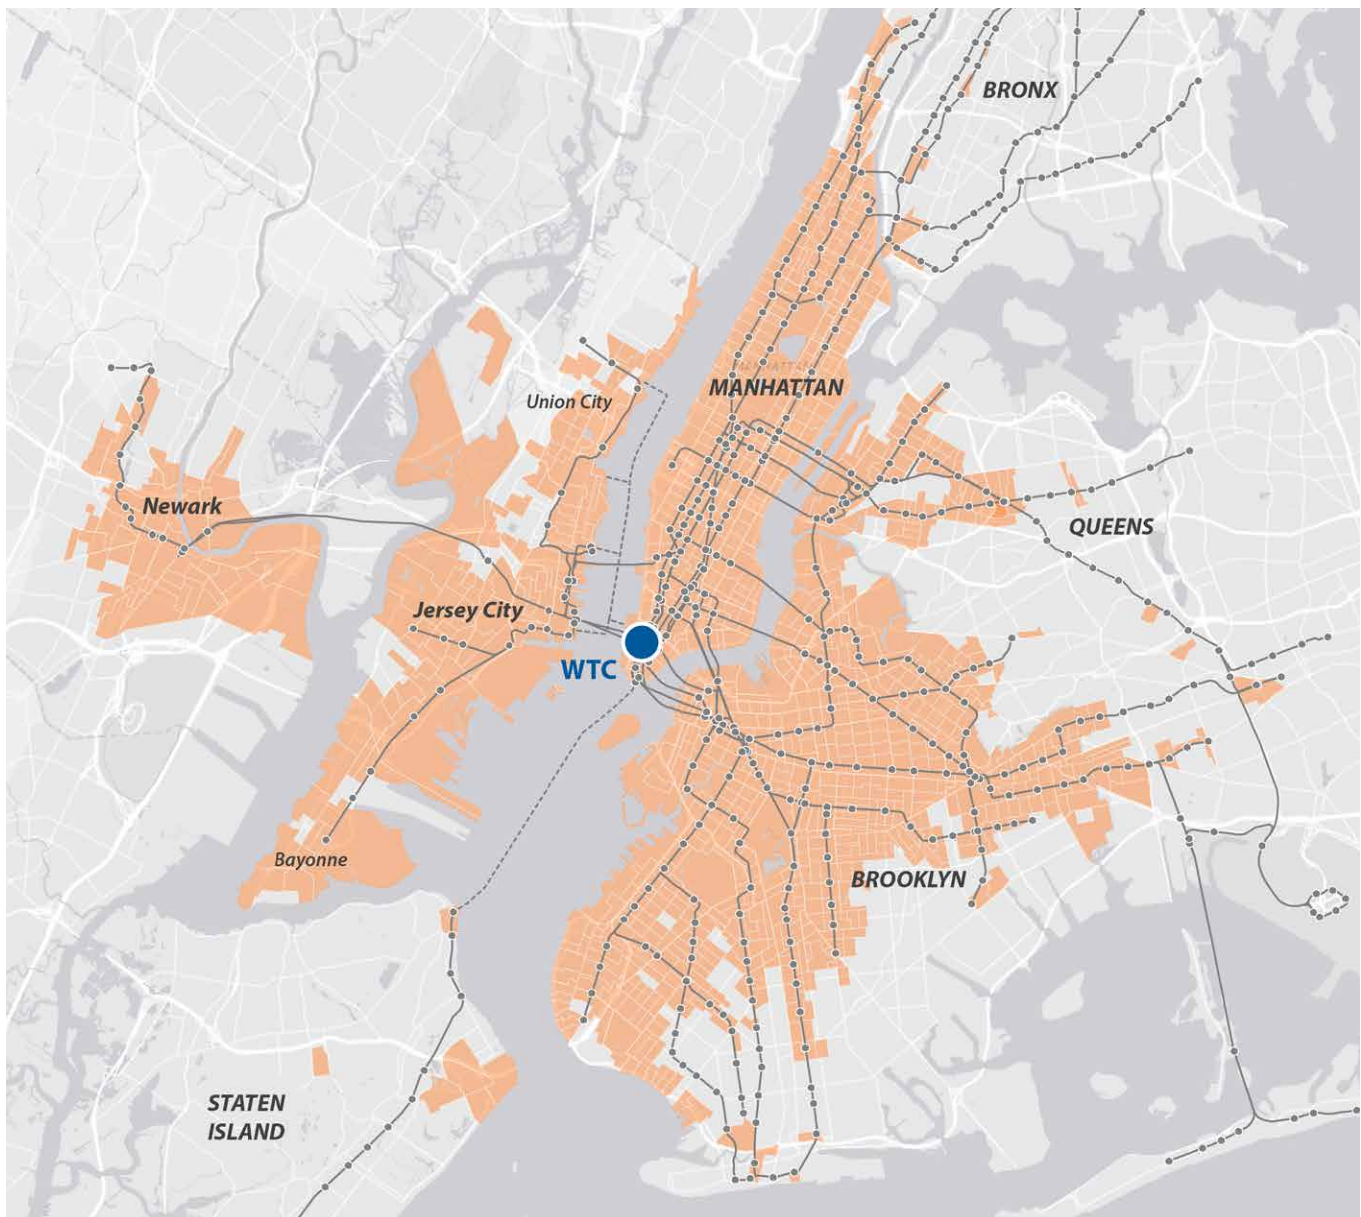 BRONX
Union City
MANHATTAN
Newark
QUEENS
Jersey City
WTC
Bayonne
BROOKLYN
STATEN
ISLAND